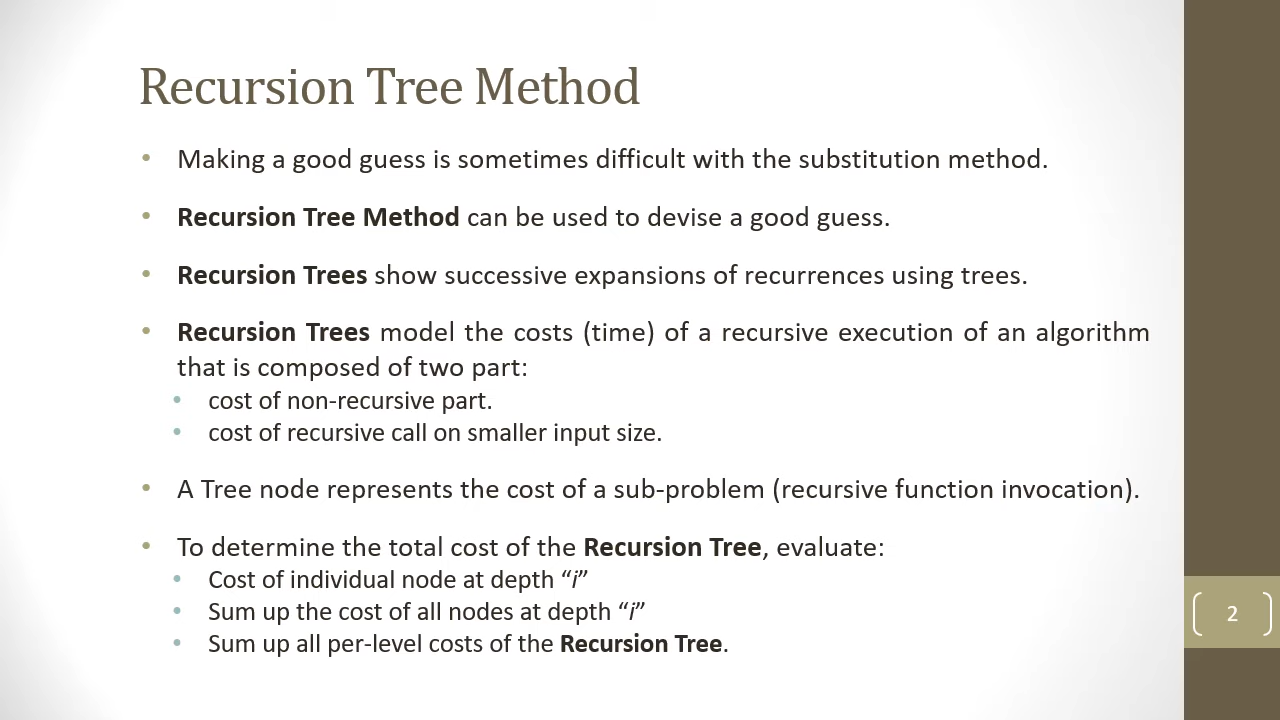 Recursion Tree Method
• Making a good guess is sometimes difficult with the substitution method.
• Recursion Tree Method can be used to devise a good guess.
• Recursion Trees show successive expansions of recurrences using trees.
• Recursion Trees model the costs (time) of a recursive execution of an algorithm
that is composed of two part:
• cost of non-recursive part.
• cost of recursive call on smaller input size.
• A Tree node represents the cost of a sub-problem (recursive function invocation).
• To determine the total cost of the Recursion Tree, evaluate:
• Cost of individual node at depth “i”
• Sum up the cost of all nodes at depth “i”
• Sum up all per-level costs of the Recursion Tree.
2